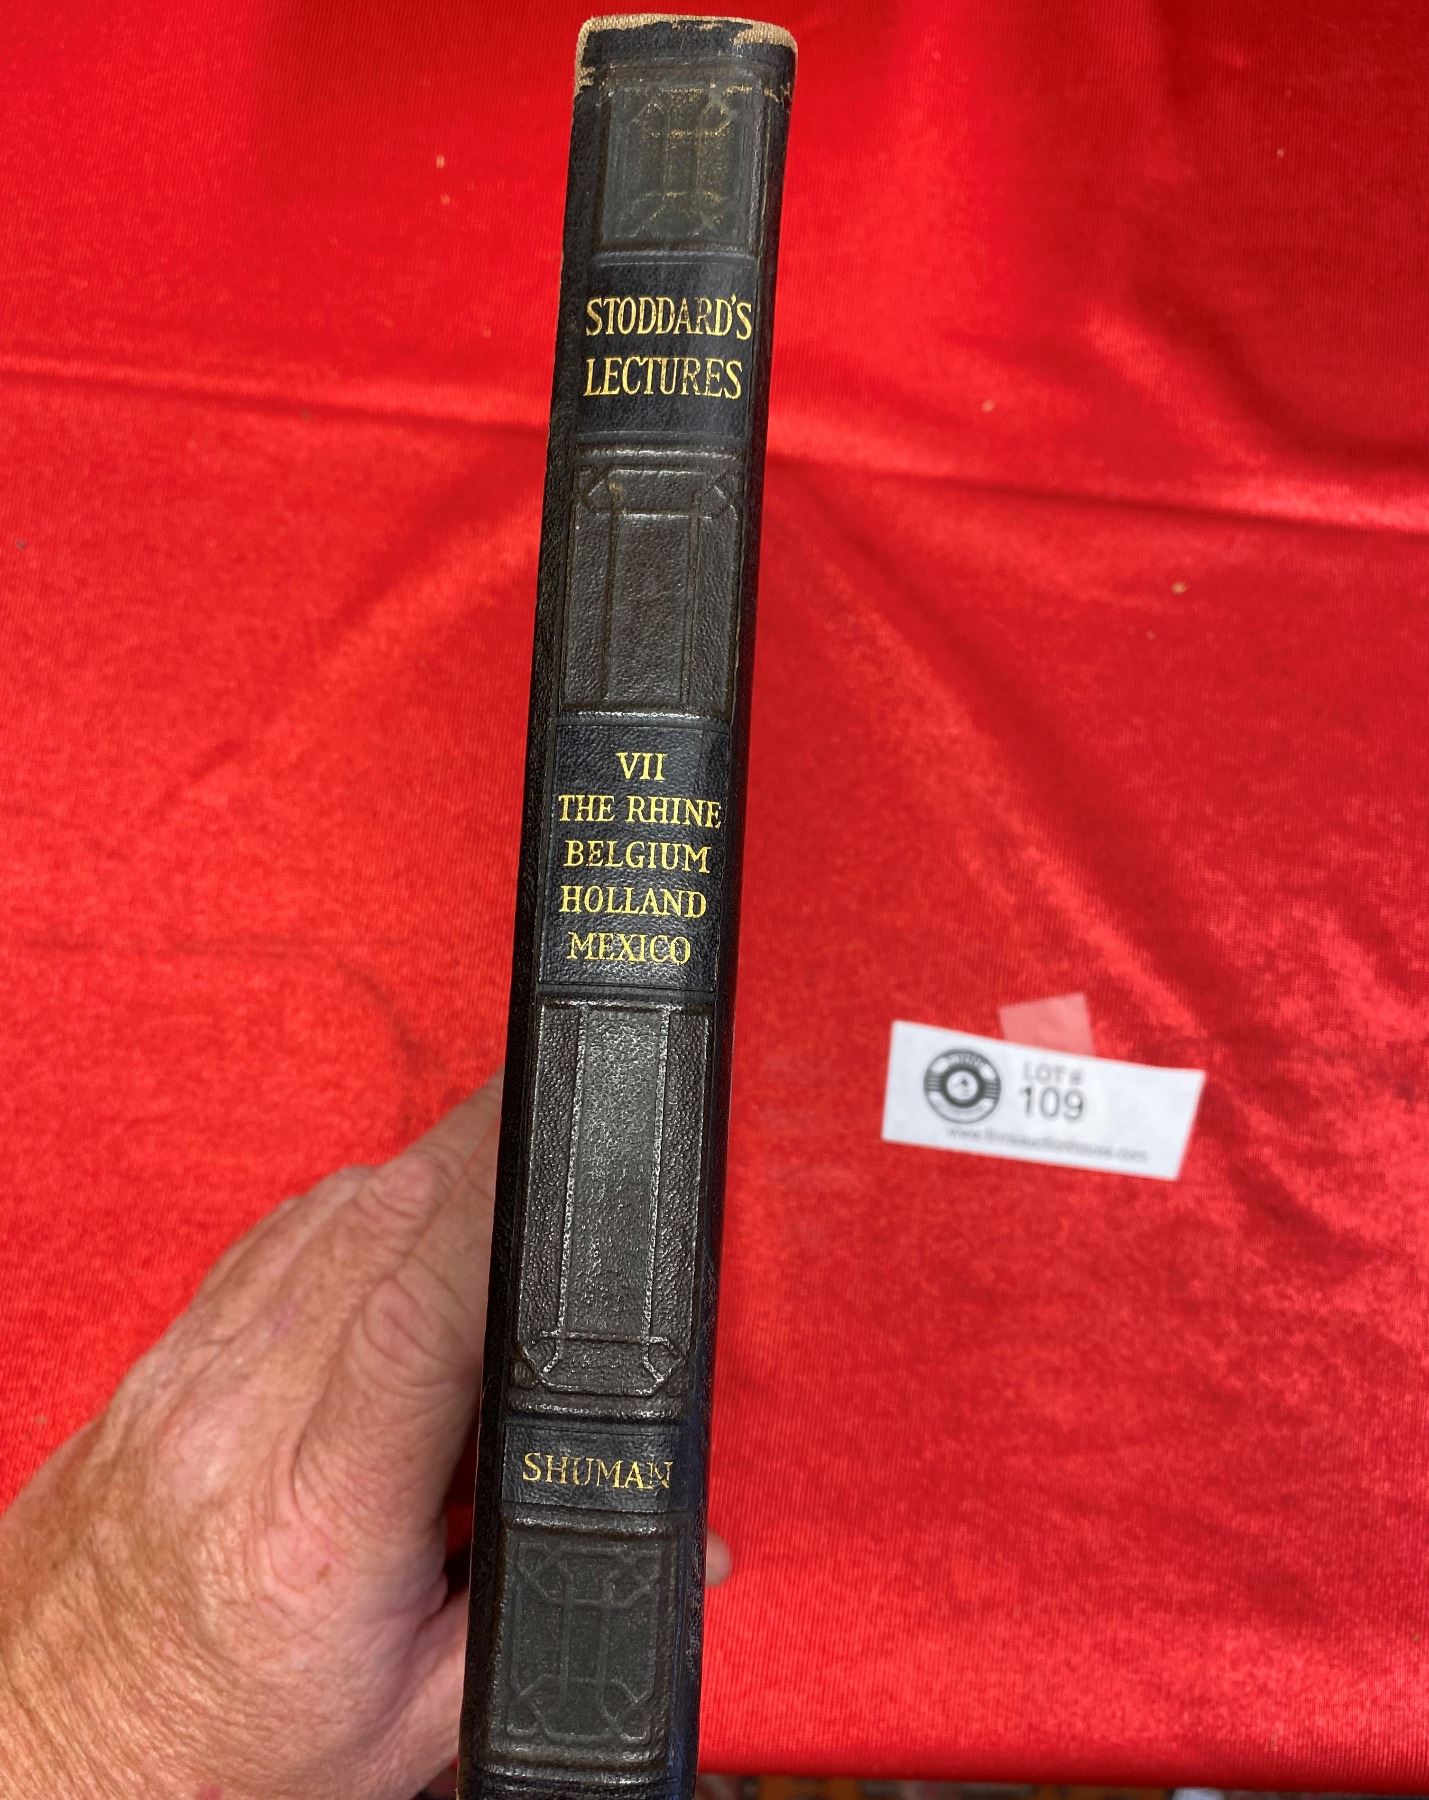 STODDARD'S
LECTURES
VII
THE RHINE
BELGIUM
HOLLAND
MEXICO
SHUMAN
LOT #
109